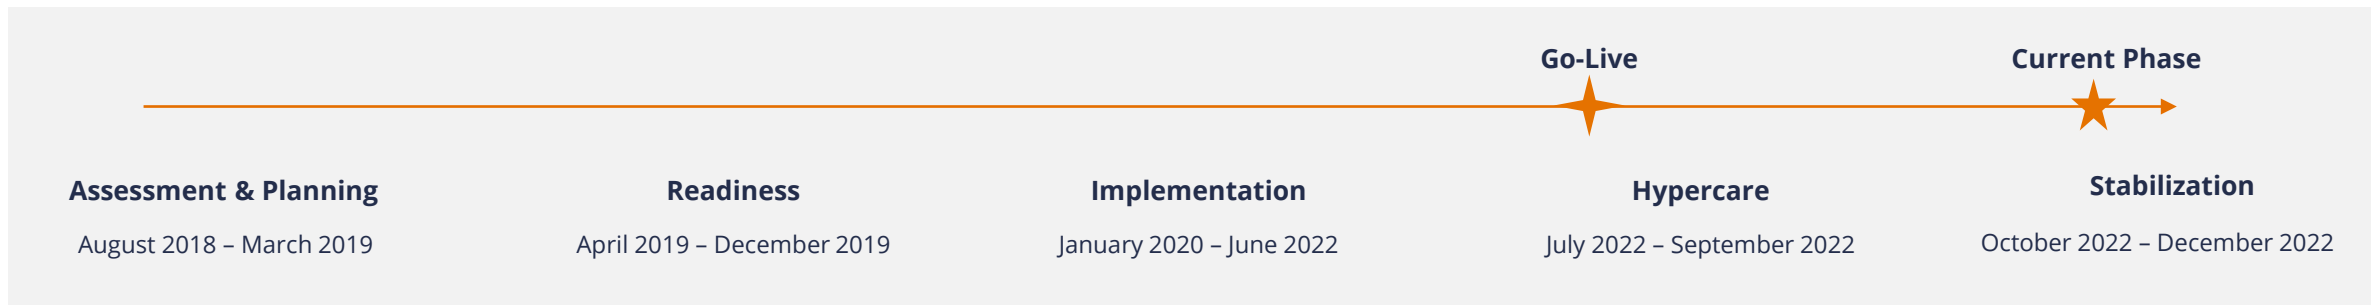 Go-Live
Current Phase
Assessment & Planning
August 2018 – March 2019
Readiness
April 2019 – December 2019
Implementation
January 2020 – June 2022
Hypercare
July 2022 – September 2022
Stabilization
October 2022 – December 2022